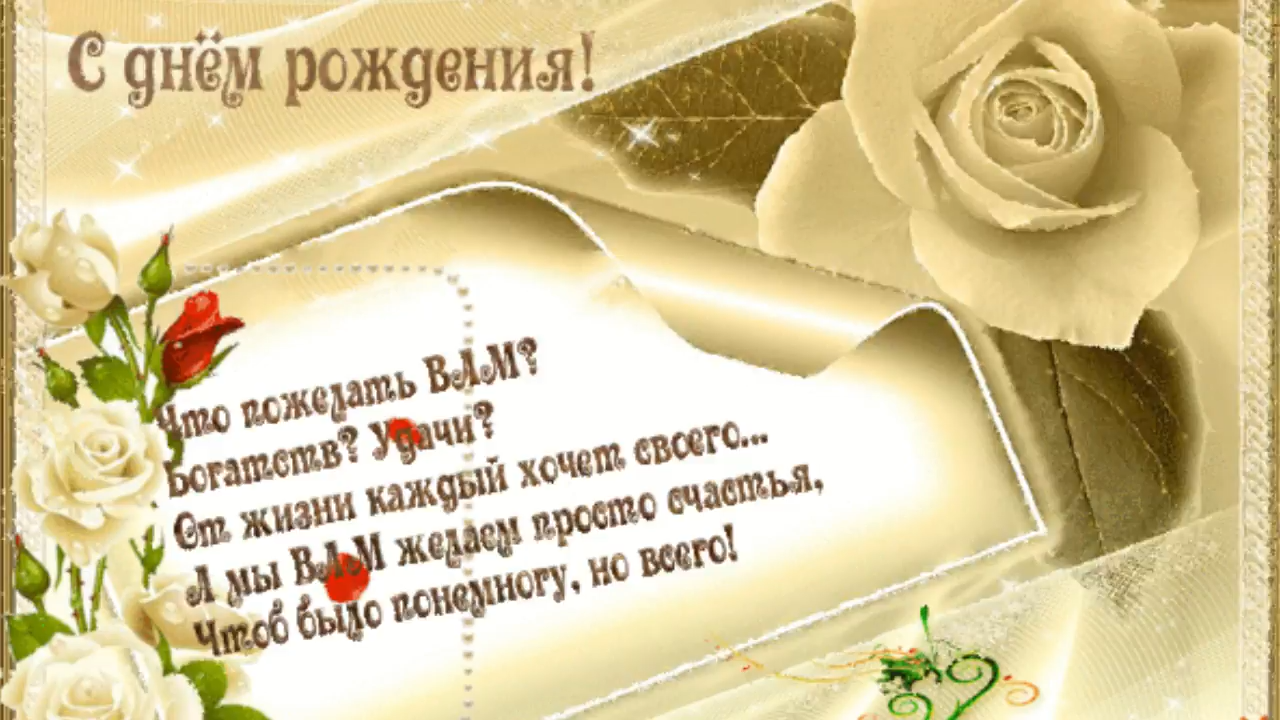 С днём рождения!
Что пожелать ВАМ?
Богатств? Удачи?
От жизни каждый хочет своего...
А мы ВАМ желаем просто счастья,
Чтоб было понемногу, но всего!